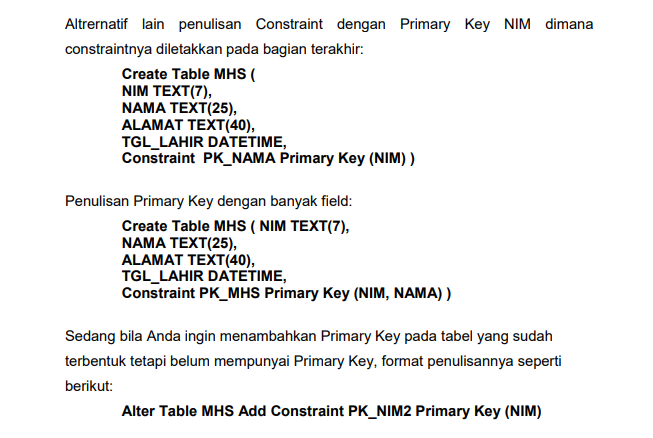 Altrernatif lain penulisan Constraint dengan Primary Key NIM dimana
constraintnya diletakkan pada bagian terakhir:
Create Table MHS (
NIM TEXT(7),
NAMA TEXT(25),
ALAMAT TEXT(40),
TGL_LAHIR DATETIME,
Constraint PK_NAMA Primary Key (NIM) )
Penulisan Primary Key dengan banyak field:
Create Table MHS ( NIM TEXT(7),
NAMA TEXT(25),
ALAMAT TEXT(40),
TGL_LAHIR DATETIME,
Constraint PK_MHS Primary Key (NIM, NAMA) )
Sedang bila Anda ingin menambahkan Primary Key pada tabel yang sudah
terbentuk tetapi belum mempunyai Primary Key, format penulisannya seperti
berikut:
Alter Table MHS Add Constraint PK_NIM2 Primary Key (NIM)